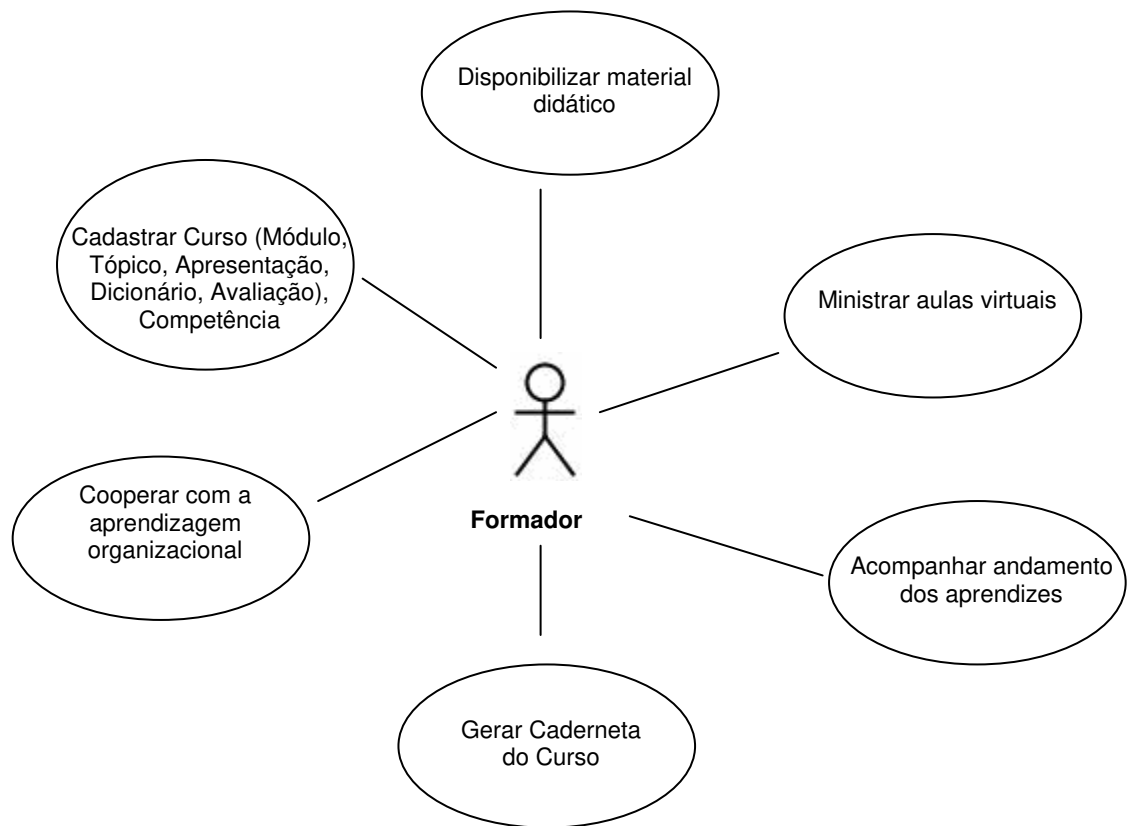 Disponibilizar material
didático
Cadastrar Curso (Módulo,
Tópico, Apresentação,
Dicionário, Avaliação),
Competência
Ministrar aulas virtuais
Cooperar com a
aprendizagem
organizacional
Formador
Acompanhar andamento
dos aprendizes
Gerar Caderneta
do Curso